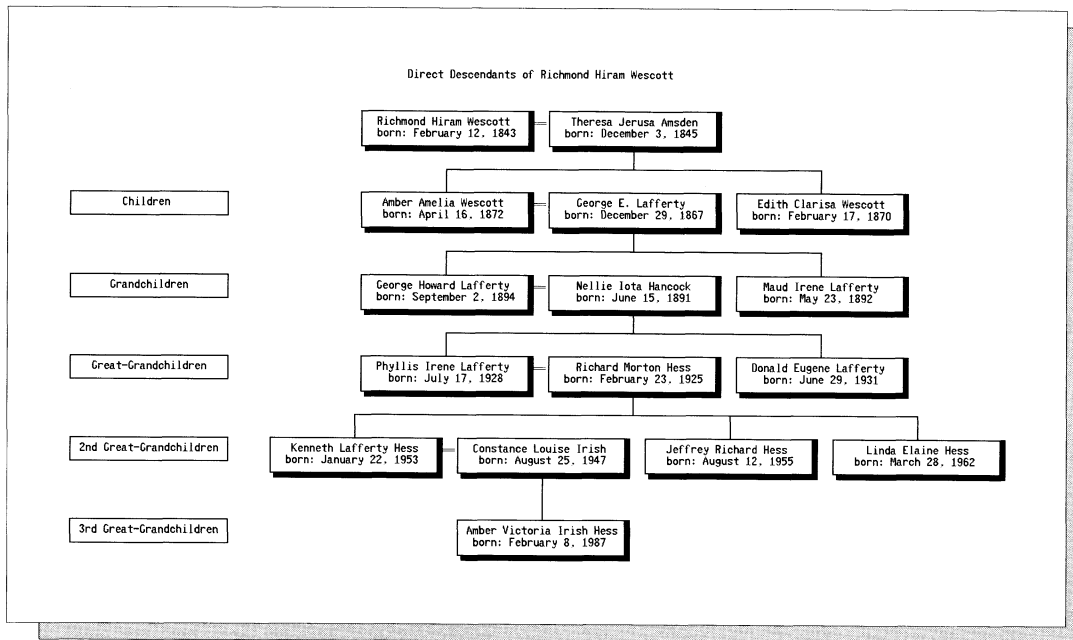 Direct Descendants of Richmond Hiram Wescott
Richmond Hiram Wescott
born: February 12, 1843
Theresa Jerusa Amsden
born: December 3, 1845
Children
Amber Amelia Wescott
born: April 16, 1872
George E. Lafferty
born: December 29, 1867
Edith Clarisa Wescott
born: February 17, 1870
Grandchildren
George Howard Lafferty
born: September 2, 1894
Nellie Iota Hancock
born: June 15, 1891
Maud Irene Lafferty
born: May 23, 1892
Great-Grandchildren
Phyllis Irene Lafferty
born: July 17, 1928
Richard Morton Hess
born: February 23, 1925
Donald Eugene Lafferty
born: June 29, 1931
2nd Great-Grandchildren
Kenneth Lafferty Hess
born: January 22, 1953
Constance Louise Irish
born: August 25, 1947
Jeffrey Richard Hess
born: August 12, 1955
Linda Elaine Hess
born: March 28, 1962
3rd Great-Grandchildren
Amber Victoria Irish Hess
born: February 8, 1987